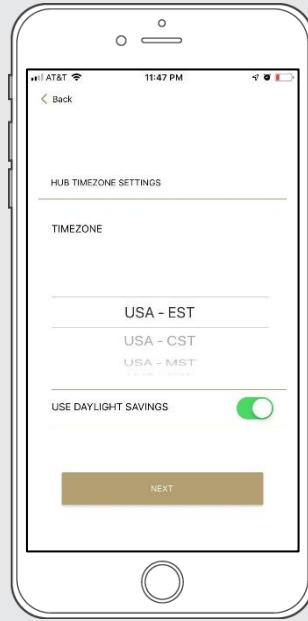 AT&T 11:47 PM
Back
HUB TIMEZONE SETTINGS
TIMEZONE
USA - EST
USA - CST
USA - MST
USE DAYLIGHT SAVINGS
NEXT